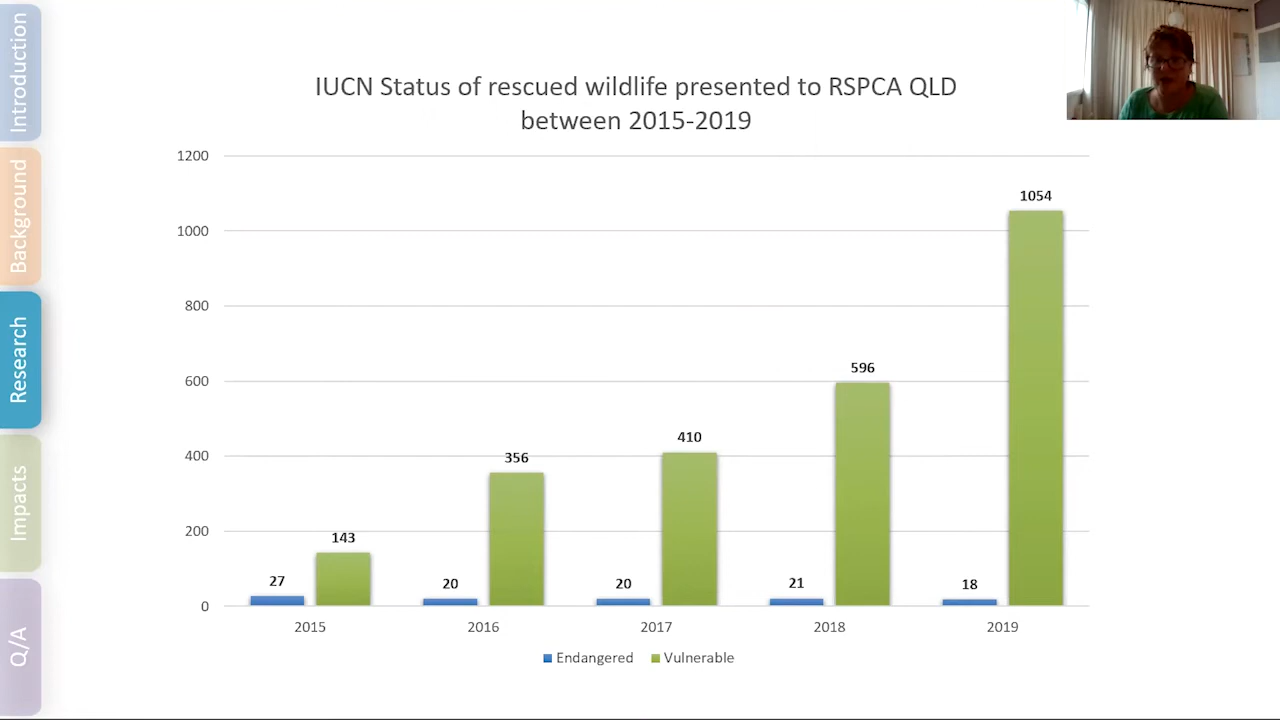 Introduction
Background
Research
Impacts
Q/A
IUCN Status of rescued wildlife presented to RSPCA QLD
between 2015-2019
1200
1000
800
600
400
200
0
27
143
20
356
20
410
21
596
18
1054
2015
2016
2017
2018
2019
Endangered
Vulnerable